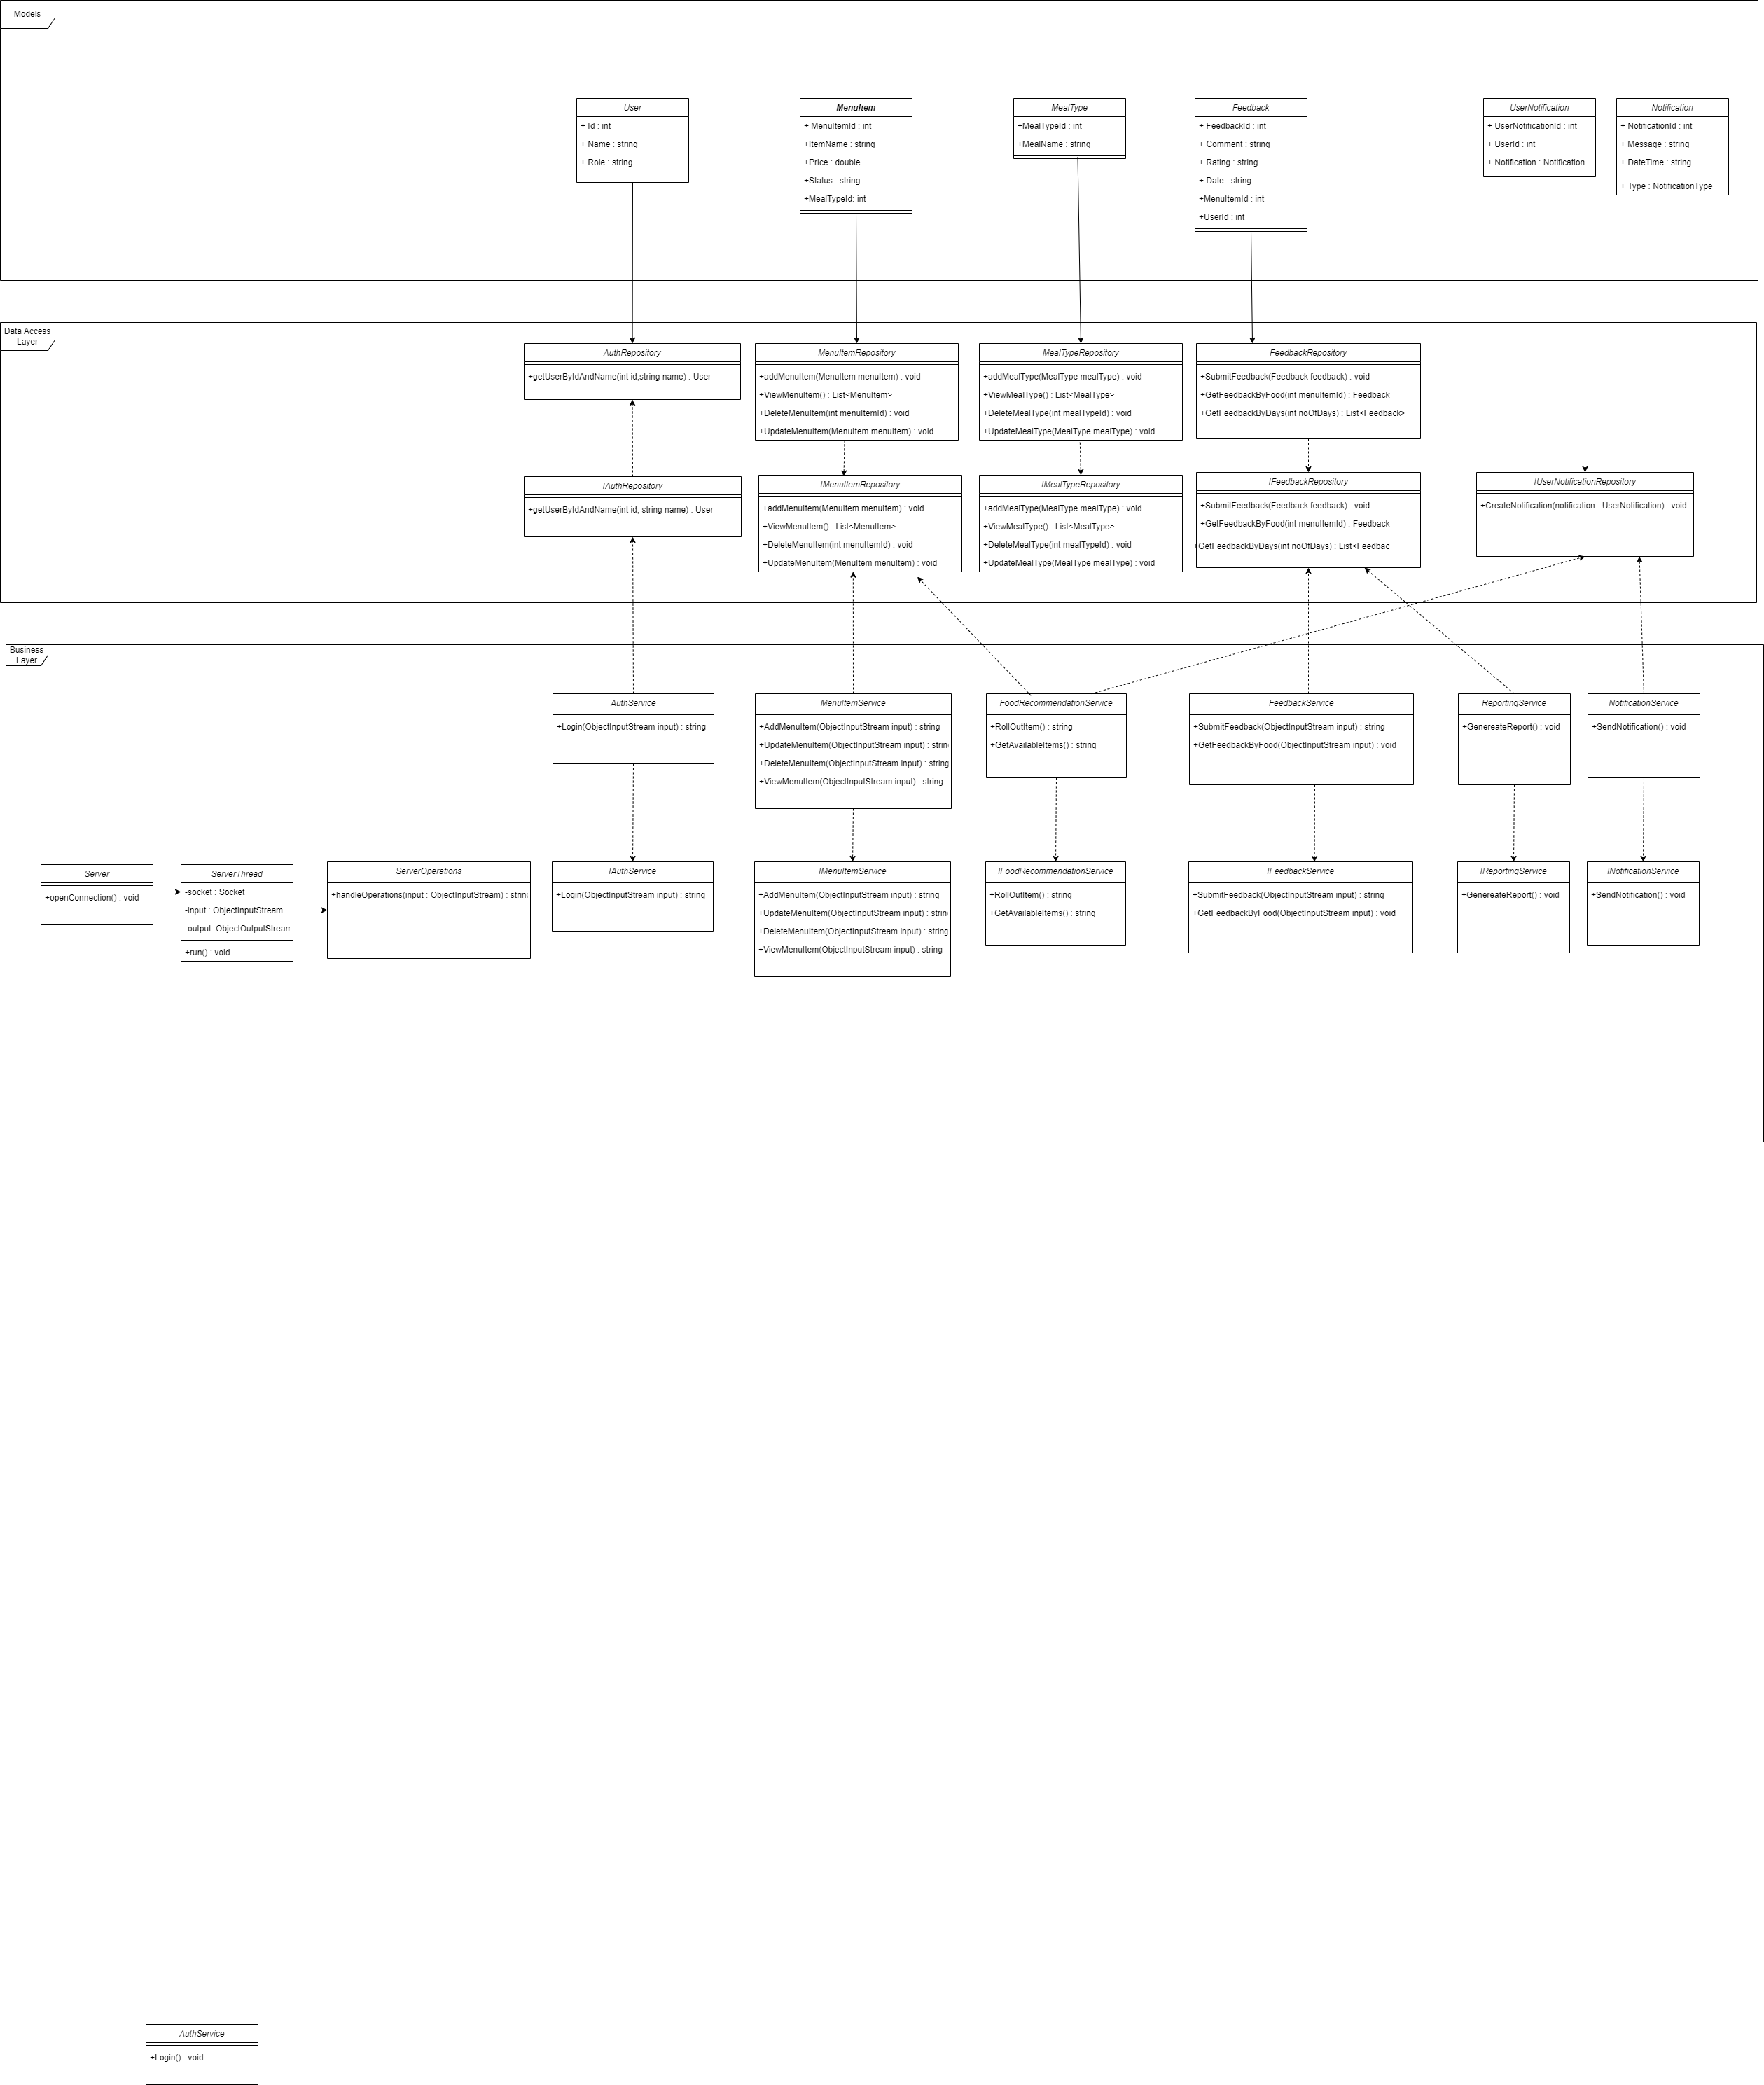 Models
User
+ Id : int
+ Name : string
+ Role : string
MenuItem
+ MenuItemId : int
+ItemName : string
+Price : double
+Status : string
+MealTypeId: int
MealType
+MealTypeId : int
+MealName : string
Feedback
+ FeedbackId : int
+ Comment : string
+ Rating : string
+ Date : string
+MenuItemId : int
+UserId : int
UserNotification
+ UserNotificationId : int
+ UserId : int
+ Notification : Notification
Notification
+ NotificationId : int
+ Message : string
+ DateTime : string
+ Type : NotificationType
Data Access
Layer
AuthRepository
+getUserByIdAndName(int id,string name) : User
MenuItemRepository
+addMenuItem(MenuItem menuItem) : void
+ViewMenuItem() : List<MenuItem>
+DeleteMenuItem(int menuItemId) : void
+UpdateMenuItem(MenuItem menuItem) : void
MealTypeRepository
+addMealType(MealType mealType) : void
+ViewMealType() : List<MealType>
+DeleteMealType(int mealTypeId) : void
+UpdateMealType(MealType mealType) : void
FeedbackRepository
+SubmitFeedback(Feedback feedback) : void
+GetFeedbackByFood(int menuItemId) : Feedback
+GetFeedbackByDays(int noOfDays) : List<Feedback>
IAuthRepository
+getUserByIdAndName(int id, string name) : User
IMenuItemRepository
+addMenuItem(MenuItem menuItem) : void
+ViewMenuItem() : List<MenuItem>
+DeleteMenuItem(int menuItemId) : void
+UpdateMenuItem(MenuItem menuItem) : void
IMealTypeRepository
+addMealType(MealType mealType) : void
+ViewMealType() : List<MealType>
+DeleteMealType(int mealTypeId) : void
+UpdateMealType(MealType mealType) : void
IFeedbackRepository
+SubmitFeedback(Feedback feedback) : void
+GetFeedbackByFood(int menuItemId) : Feedback
+GetFeedbackByDays(int noOfDays) : List<Feedbac
IUserNotificationRepository
+CreateNotification(notification : UserNotification) : void
Business
Layer
AuthService
+Login(ObjectInputStream input) : string
MenuItemService
+AddMenuItem(ObjectInputStream input) : string
+UpdateMenuItem(ObjectInputStream input) : strin
+DeleteMenuItem(ObjectInputStream input) : string
+ViewMenuItem(ObjectInputStream input) : string
FoodRecommendationService
+RollOutItem() : string
+GetAvailableItems() : string
FeedbackService
+SubmitFeedback(ObjectInputStream input) : string
+GetFeedbackByFood(ObjectInputStream input) : void
ReportingService
+GenereateReport() : void
NotificationService
+SendNotification() : void
Server
+openConnection() : void
ServerThread
-socket : Socket
-input : ObjectInputStream
-output: ObjectOutputStream
+run() : void
ServerOperations
+handleOperations(input : ObjectInputStream) : string
IAuthService
+Login(ObjectInputStream input) : string
IMenuItemService
+AddMenuItem(ObjectInputStream input) : string
+UpdateMenuItem(ObjectInputStream input) : strin
+DeleteMenuItem(ObjectInputStream input) : string
+ViewMenuItem(ObjectInputStream input) : string
IFoodRecommendationService
+RollOutItem() : string
+GetAvailableItems() : string
IFeedbackService
+SubmitFeedback(ObjectInputStream input) : string
+GetFeedbackByFood(ObjectInputStream input) : void
IReportingService
+GenereateReport() : void
INotificationService
+SendNotification() : void
AuthService
+Login() : void